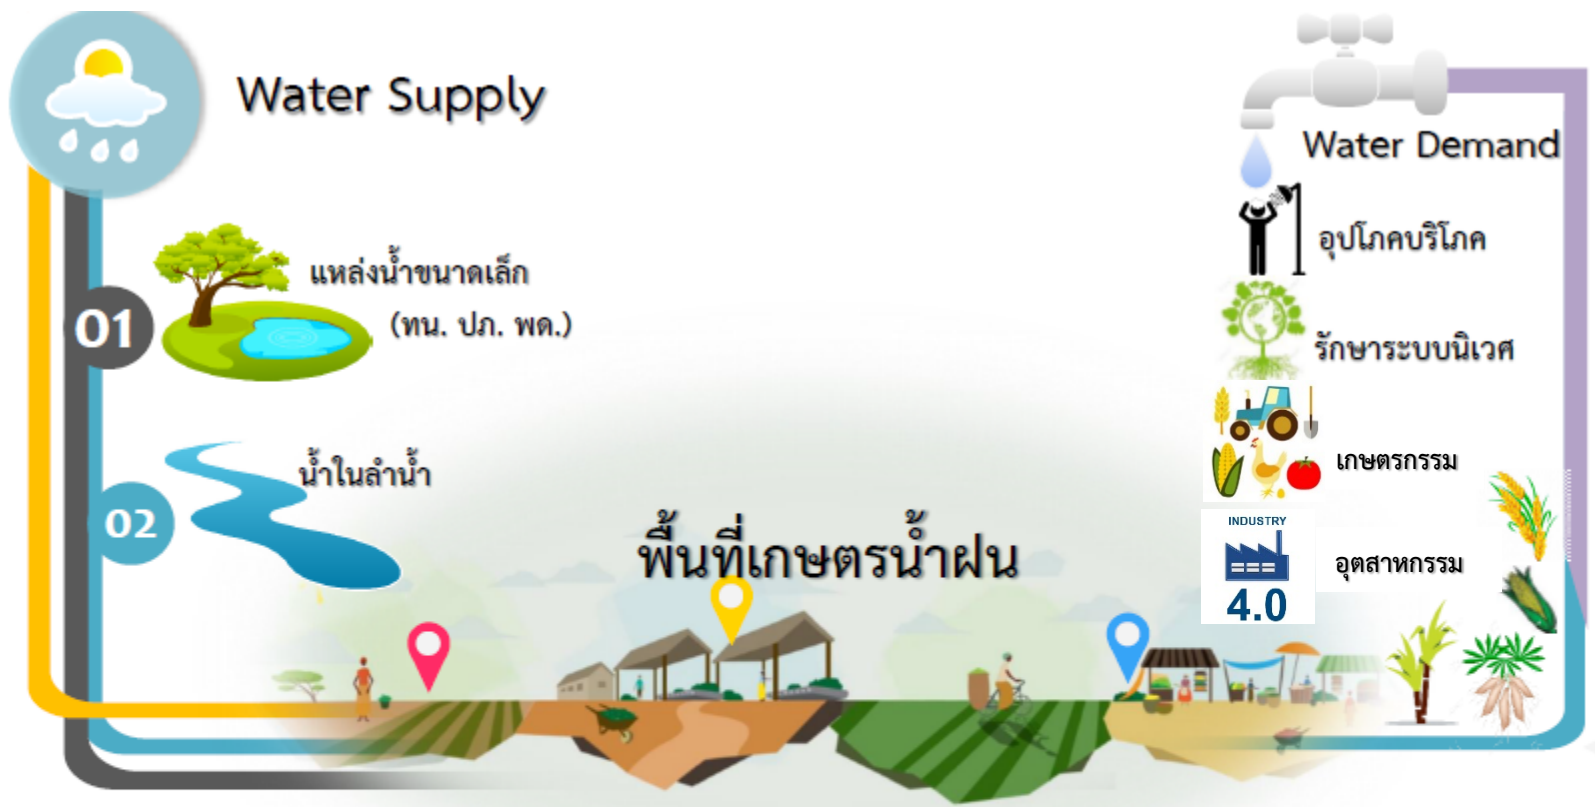 Water Supply
01
แหล่งน้ำขนาดเล็ก
(ทน. ปภ. พด.)
02
น้ำในลำน้ำ
พื้นที่เกษตรน้ำฝน
Water Demand
อุปโภคบริโภค
รักษาระบบนิเวศ
เกษตรกรรม
INDUSTRY
4.0
อุตสาหกรรม